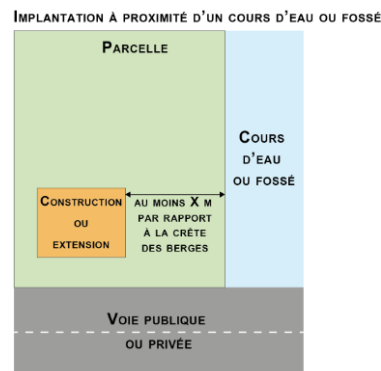 Implantation à proximité d'un cours d'eau ou fossé
Parcelle
Cours
d'eau
ou fossé
Construction
ou
extension
au moins X m
par rapport
à la crête
des berges
Voie publique
ou privée